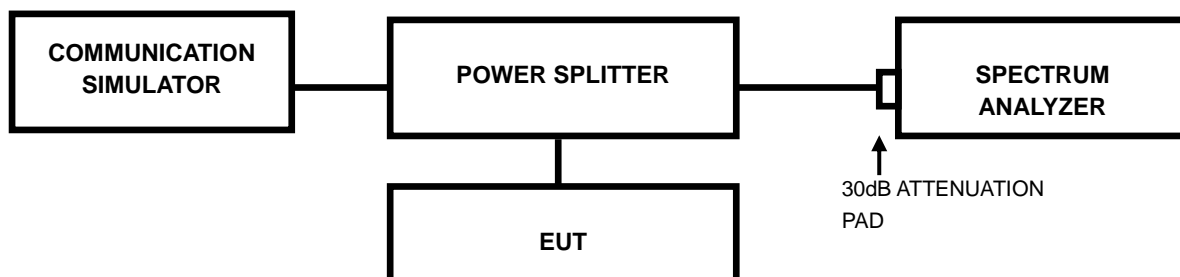 COMMUNICATION
SIMULATOR
POWER SPLITTER
SPECTRUM
ANALYZER
30dB ATTENUATION
PAD
EUT